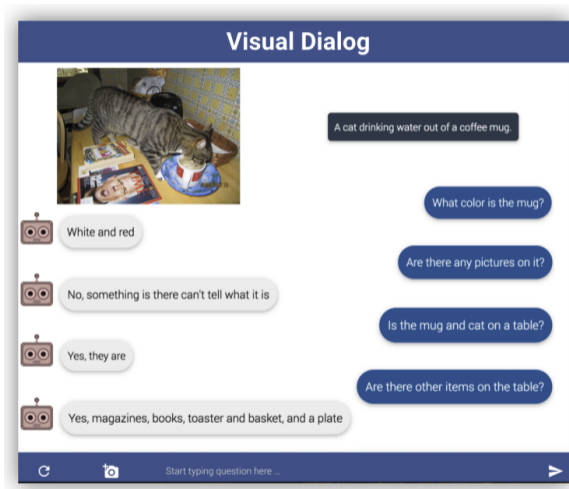 Visual Dialog
A cat drinking water out of a coffee mug.
What color is the mug?
White and red
Are there any pictures on it?
No, something is there can't tell what it is
Is the mug and cat on a table?
Yes, they are
Are there other items on the table?
Yes, magazines, books, toaster and basket, and a plate
Start typing question here ...